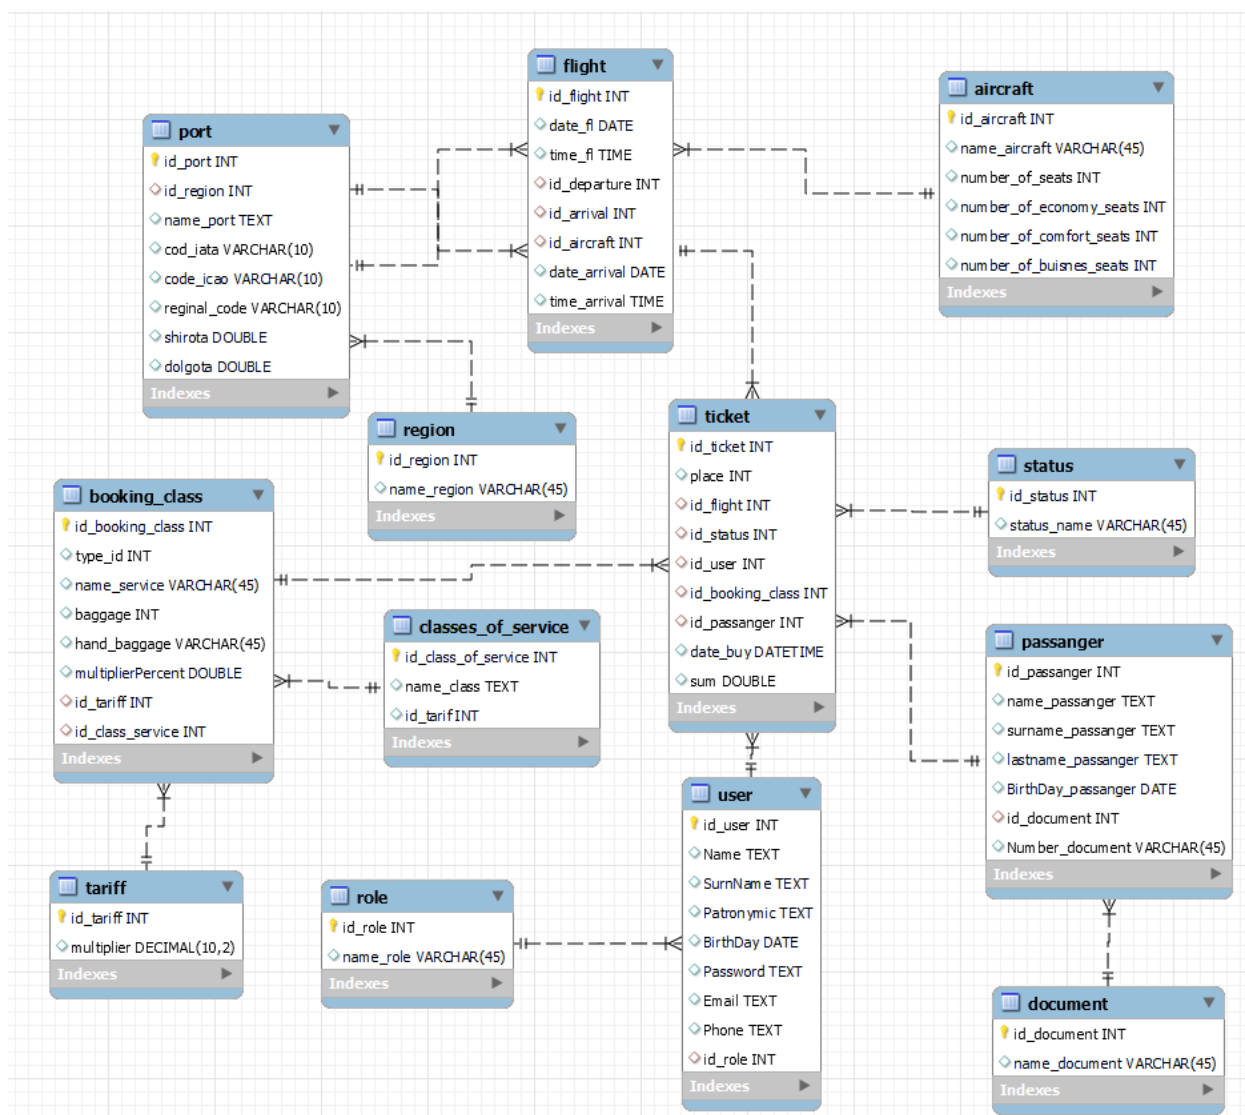 flight
id_flight INT
date_fl DATE
time_fl TIME
id_departure INT
id_arrival INT
id_aircraft INT
date_arrival DATE
time_arrival TIME
Indexes
aircraft
id_aircraft INT
name_aircraft VARCHAR(45)
number_of_seats INT
number_of_economy_seats INT
number_of_comfort_seats INT
number_of_buisnes_seats INT
Indexes
port
id_port INT
id_region INT
name_port TEXT
cod_iata VARCHAR(10)
code_icao VARCHAR(10)
reginal_code VARCHAR(10)
shirota DOUBLE
dolgota DOUBLE
Indexes
region
id_region INT
name_region VARCHAR(45)
Indexes
ticket
id_ticket INT
place INT
id_flight INT
id_status INT
id_user INT
id_booking_class INT
id_passanger INT
date_buy DATETIME
sum DOUBLE
Indexes
status
id_status INT
status_name VARCHAR(45)
Indexes
booking_class
id_booking_class INT
type_id INT
name_service VARCHAR(45)
baggage INT
hand_baggage VARCHAR(45)
multiplierPercent DOUBLE
id_tariff INT
id_class_service INT
Indexes
classes_of_service
id_class_of_service INT
name_class TEXT
id_tarif INT
Indexes
passanger
id_passanger INT
name_passanger TEXT
surname_passanger TEXT
lastname_passanger TEXT
BirthDay_passanger DATE
id_document INT
Number_document VARCHAR(45)
Indexes
user
id_user INT
Name TEXT
SurnName TEXT
Patronymic TEXT
BirthDay DATE
Password TEXT
Email TEXT
Phone TEXT
id_role INT
Indexes
tariff
id_tariff INT
multiplier DECIMAL(10,2)
Indexes
role
id_role INT
name_role VARCHAR(45)
Indexes
document
id_document INT
name_document VARCHAR(45)
Indexes